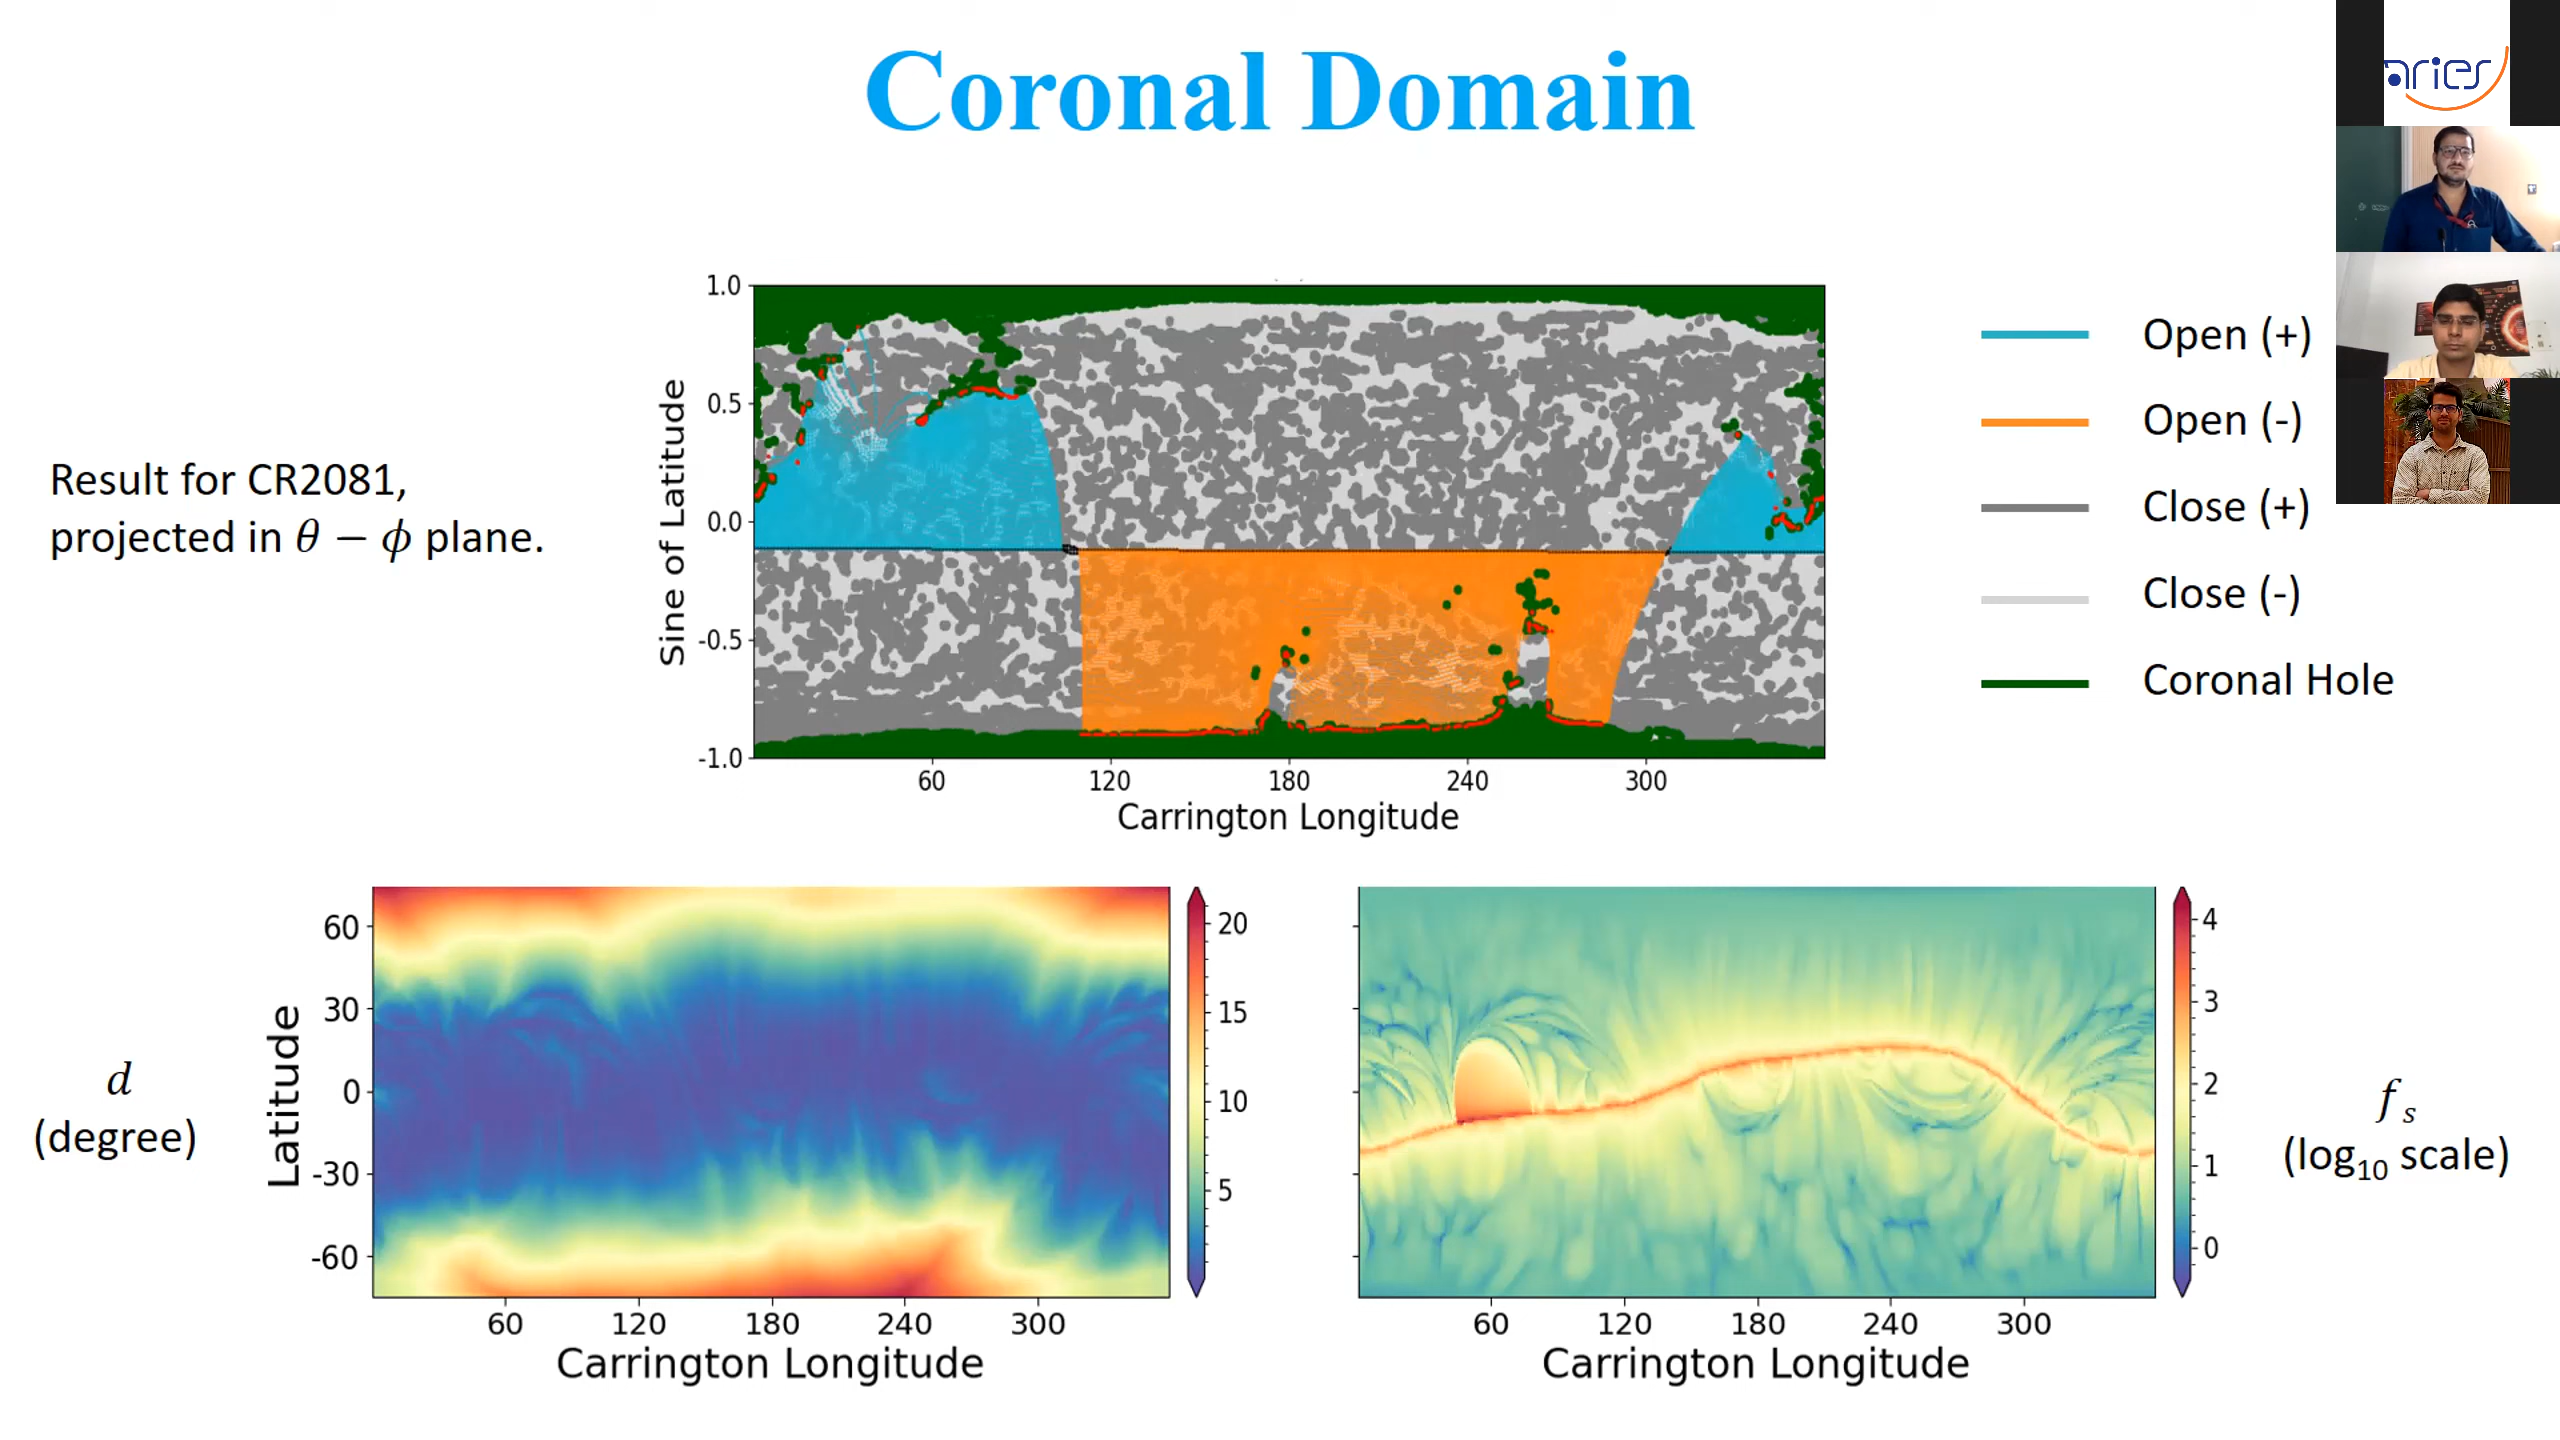 Coronal Domain
aries
Result for CR2081,
projected in θ − ϕ plane.
Sine of Latitude
1.0
0.5
0.0
-0.5
-1.0
60 120 180 240 300
Carrington Longitude
Open (+)
Open (-)
Close (+)
Close (-)
Coronal Hole
d
(degree)
Latitude
60
30
0
-30
-60
60 120 180 240 300
Carrington Longitude
20
15
10
5
60 120 180 240 300
Carrington Longitude
4
3
2
1
0
f s
(log10 scale)